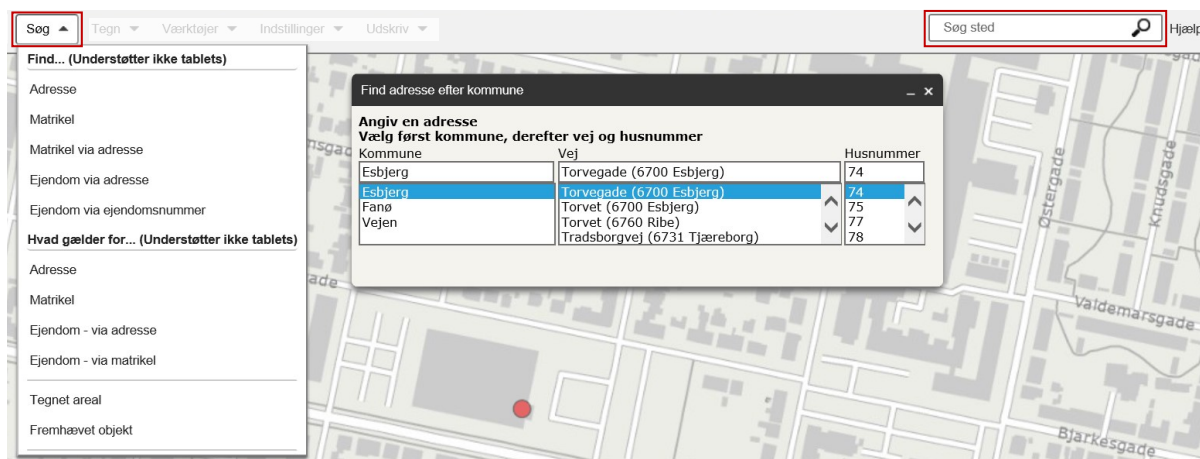 Søg Tegn Værktøjer Indstillinger Udskriv Søg sted Hjælp
Find... (Understøtter ikke tablets)
Adresse
Matrikel
Matrikel via adresse
Ejendom via adresse
Ejendom via ejendomsnummer
Hvad gælder for... (Understøtter ikke tablets)
Adresse
Matrikel
Ejendom - via adresse
Ejendom - via matrikel
Tegnet areal
Fremhævet objekt
Find adresse efter kommune
Angiv en adresse
Vælg først kommune, derefter vej og husnummer
Kommune Vej Husnummer
Esbjerg Torvegade (6700 Esbjerg) 74
Esbjerg Torvegade (6700 Esbjerg) 74
Fanø Torvet (6700 Esbjerg) 75
Vejen Torvet (6760 Ribe) 77
Tradsborgvej (6731 Tjæreborg) 78
Østergade
Knudsgade
Valdemarsgade
Bjarkesgade